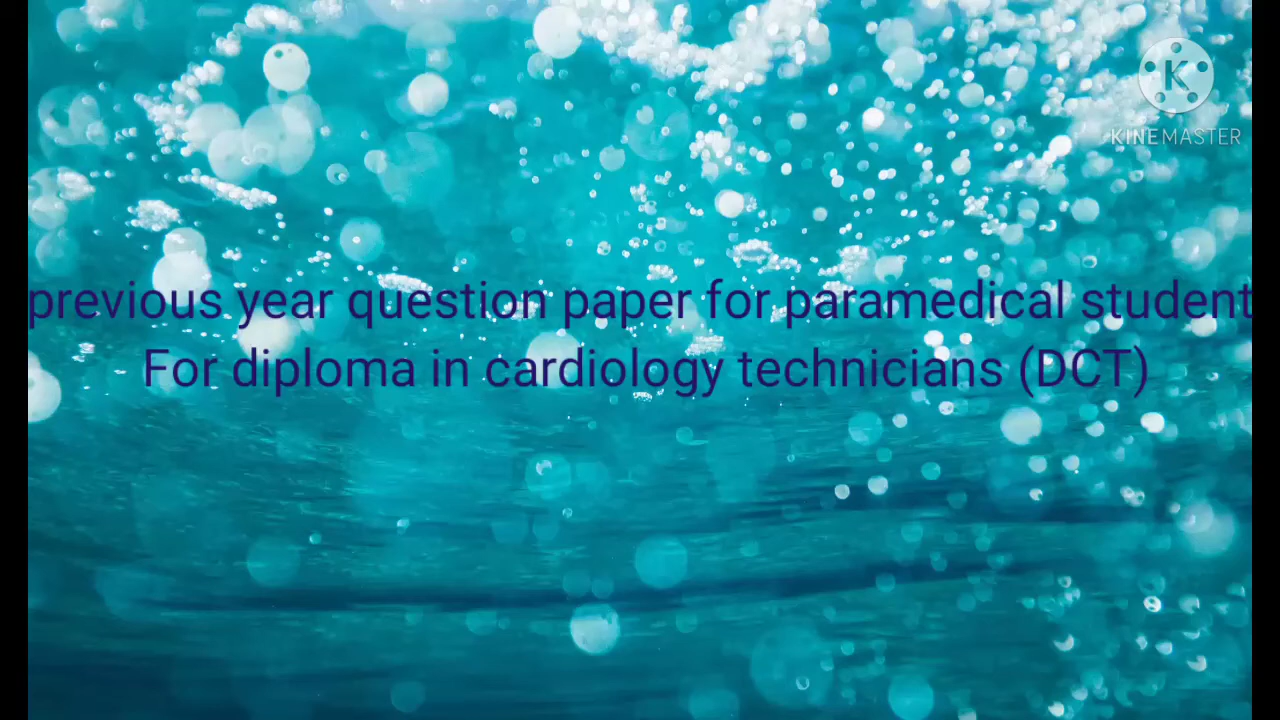 K
KINEMASTER
previous year question paper for paramedical student
For diploma in cardiology technicians (DCT)